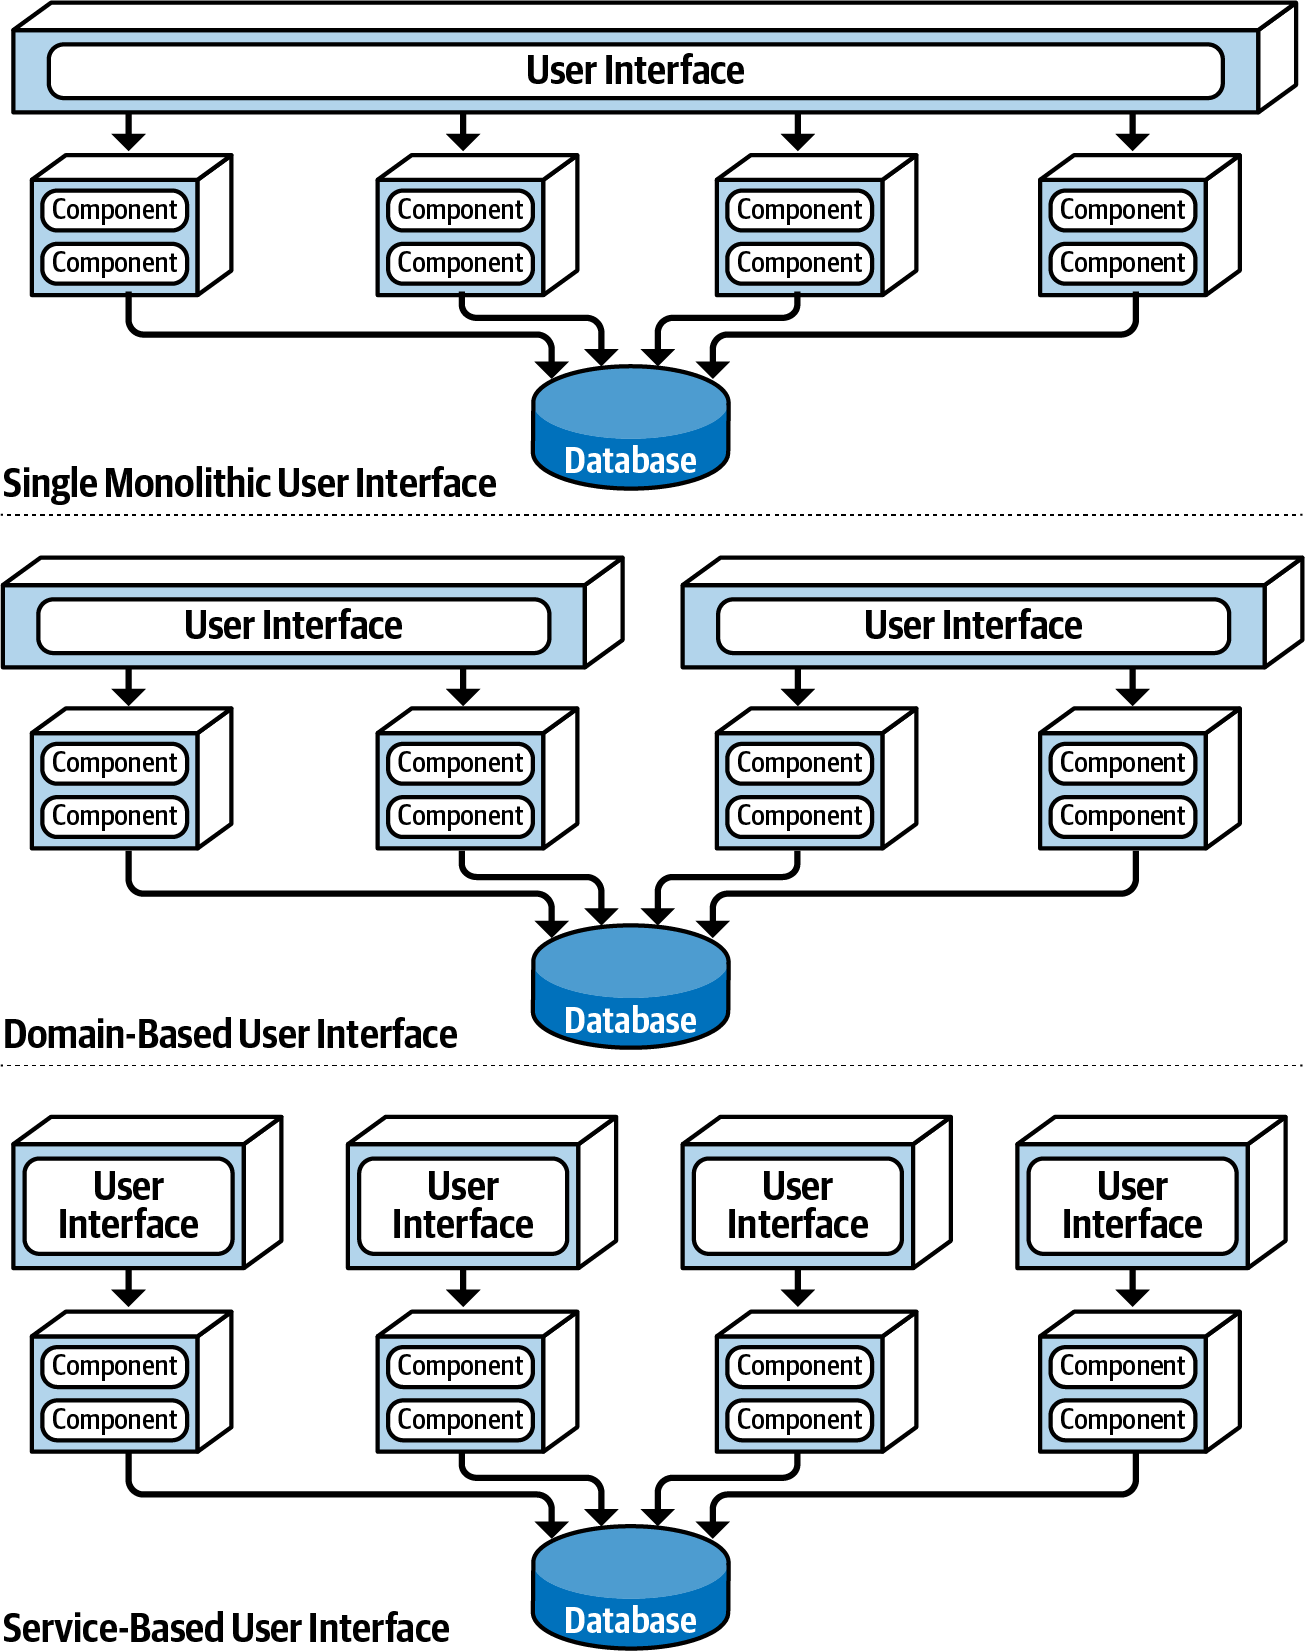 User Interface
Component Component Component Component
Component Component Component Component
Database
Single Monolithic User Interface
User Interface User Interface
Component Component Component Component
Component Component Component Component
Database
Domain-Based User Interface
User User User User
Interface Interface Interface Interface
Component Component Component Component
Component Component Component Component
Database
Service-Based User Interface